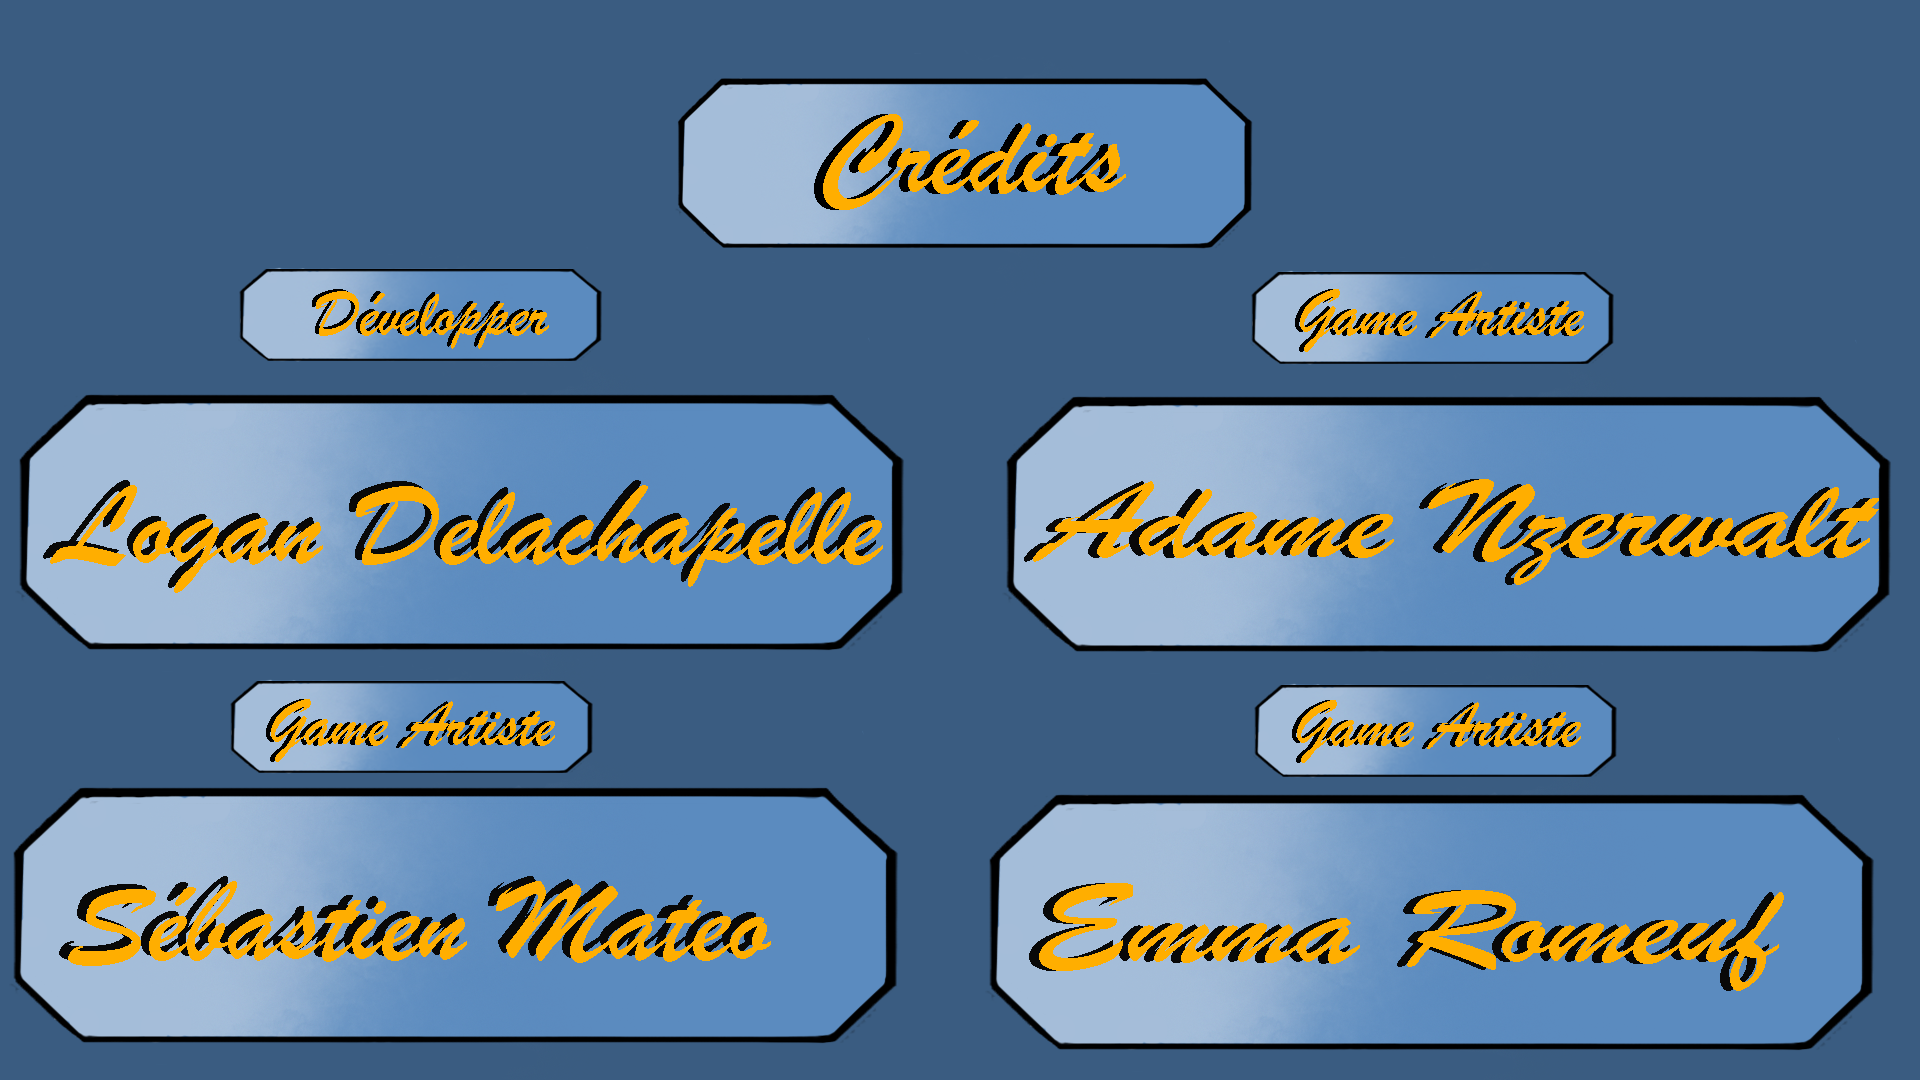 Crédits
Développer
Game Artiste
Logan Delachapelle
Adame Nzerwalt
Game Artiste
Game Artiste
Sébastien Mateo
Emma Romeuf